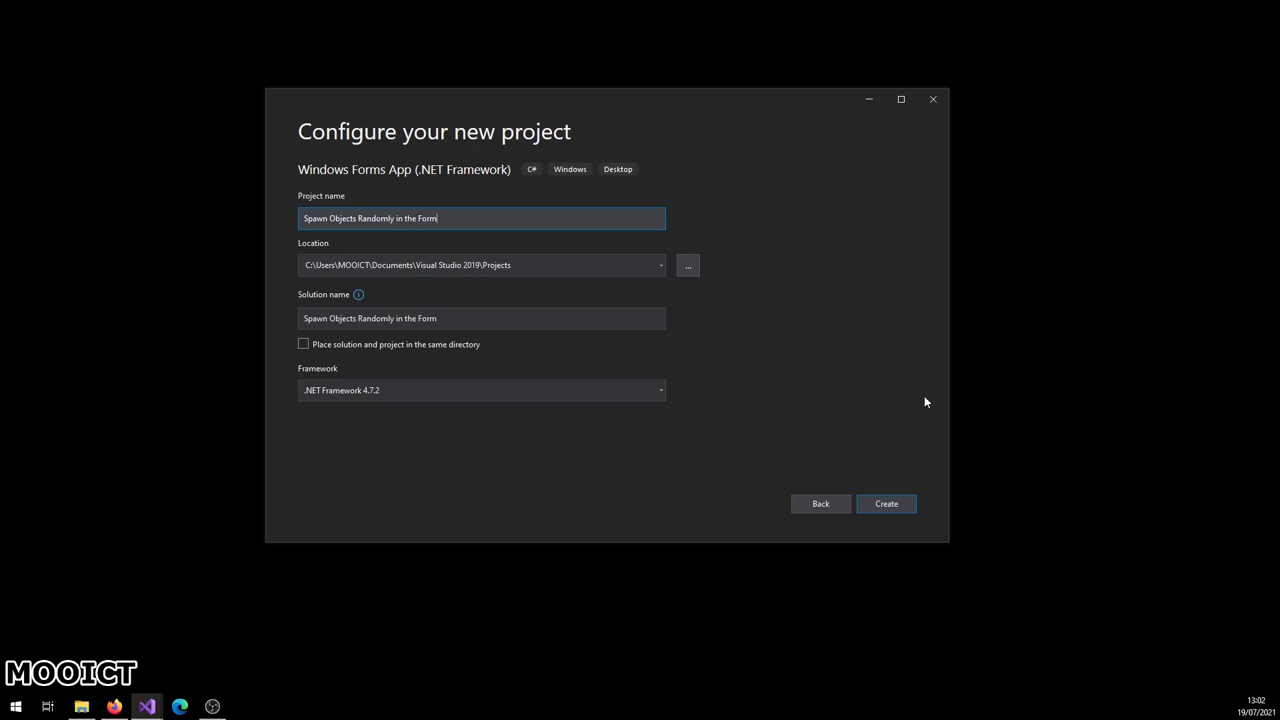 Configure your new project
Windows Forms App (.NET Framework) C# Windows Desktop
Project name
Spawn Objects Randomly in the Form
Location
C:\Users\MOOICT\Documents\Visual Studio 2019\Projects
...
Solution name
Spawn Objects Randomly in the Form
Place solution and project in the same directory
Framework
.NET Framework 4.7.2
Back Create
MOOICT
13:02
19/07/2021